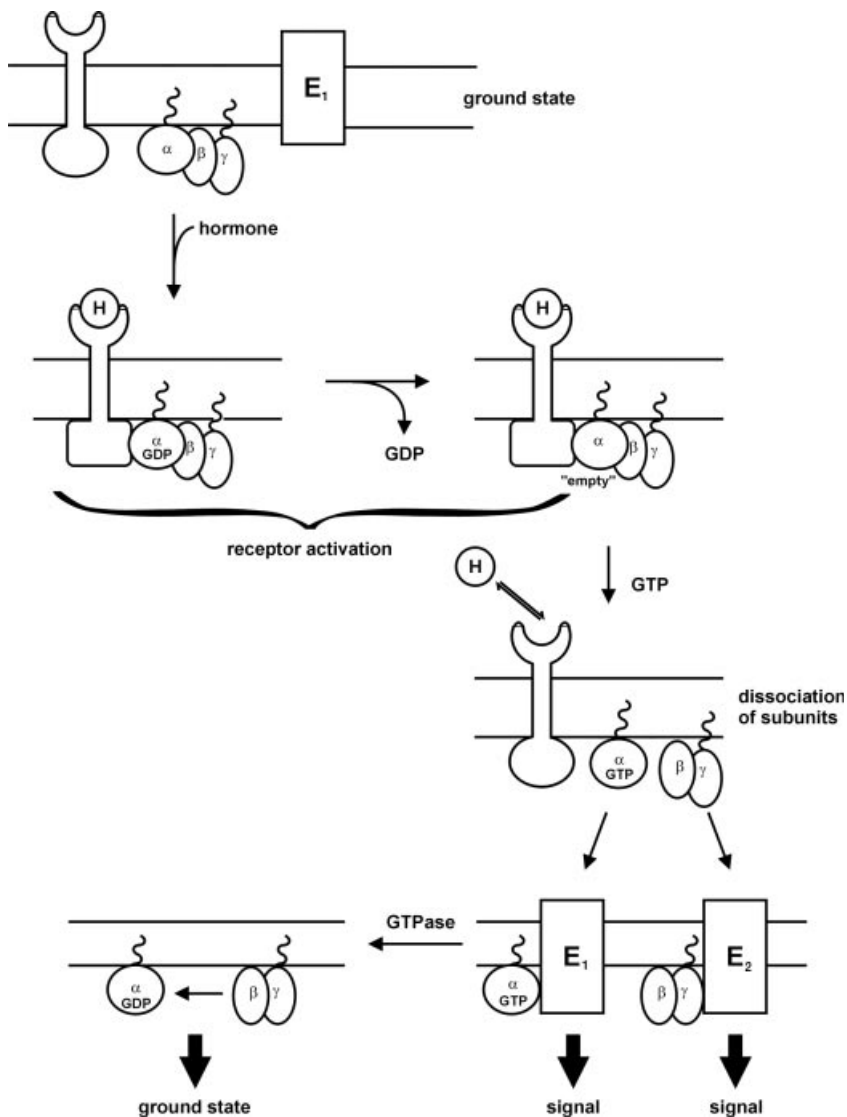 E₁
ground state
α β γ
hormone
H
H
α
GDP
β
γ
GDP
α
β
γ
"empty"
receptor activation
H
GTP
dissociation
of subunits
α
GTP
β
γ
GTPase
α
GDP
β γ
α
GTP
E₁
β γ
E₂
ground state
signal
signal